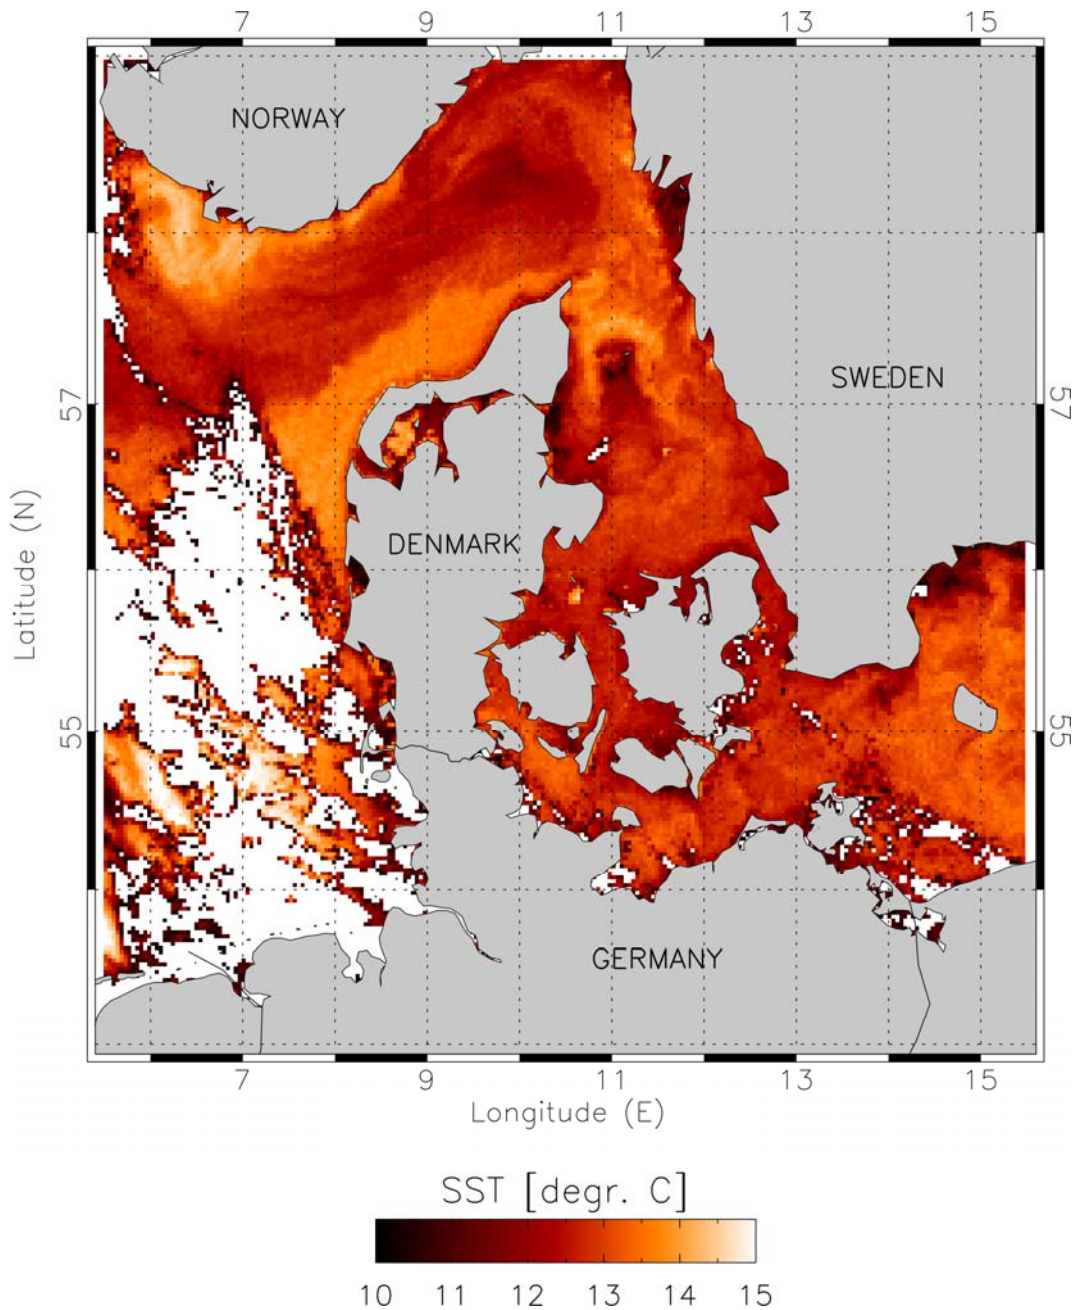 7 9 11 13 15
NORWAY
SWEDEN
57 57
DENMARK
Latitude (N)
55 55
GERMANY
7 9 11 13 15
Longitude (E)
SST [degr. C]
10 11 12 13 14 15